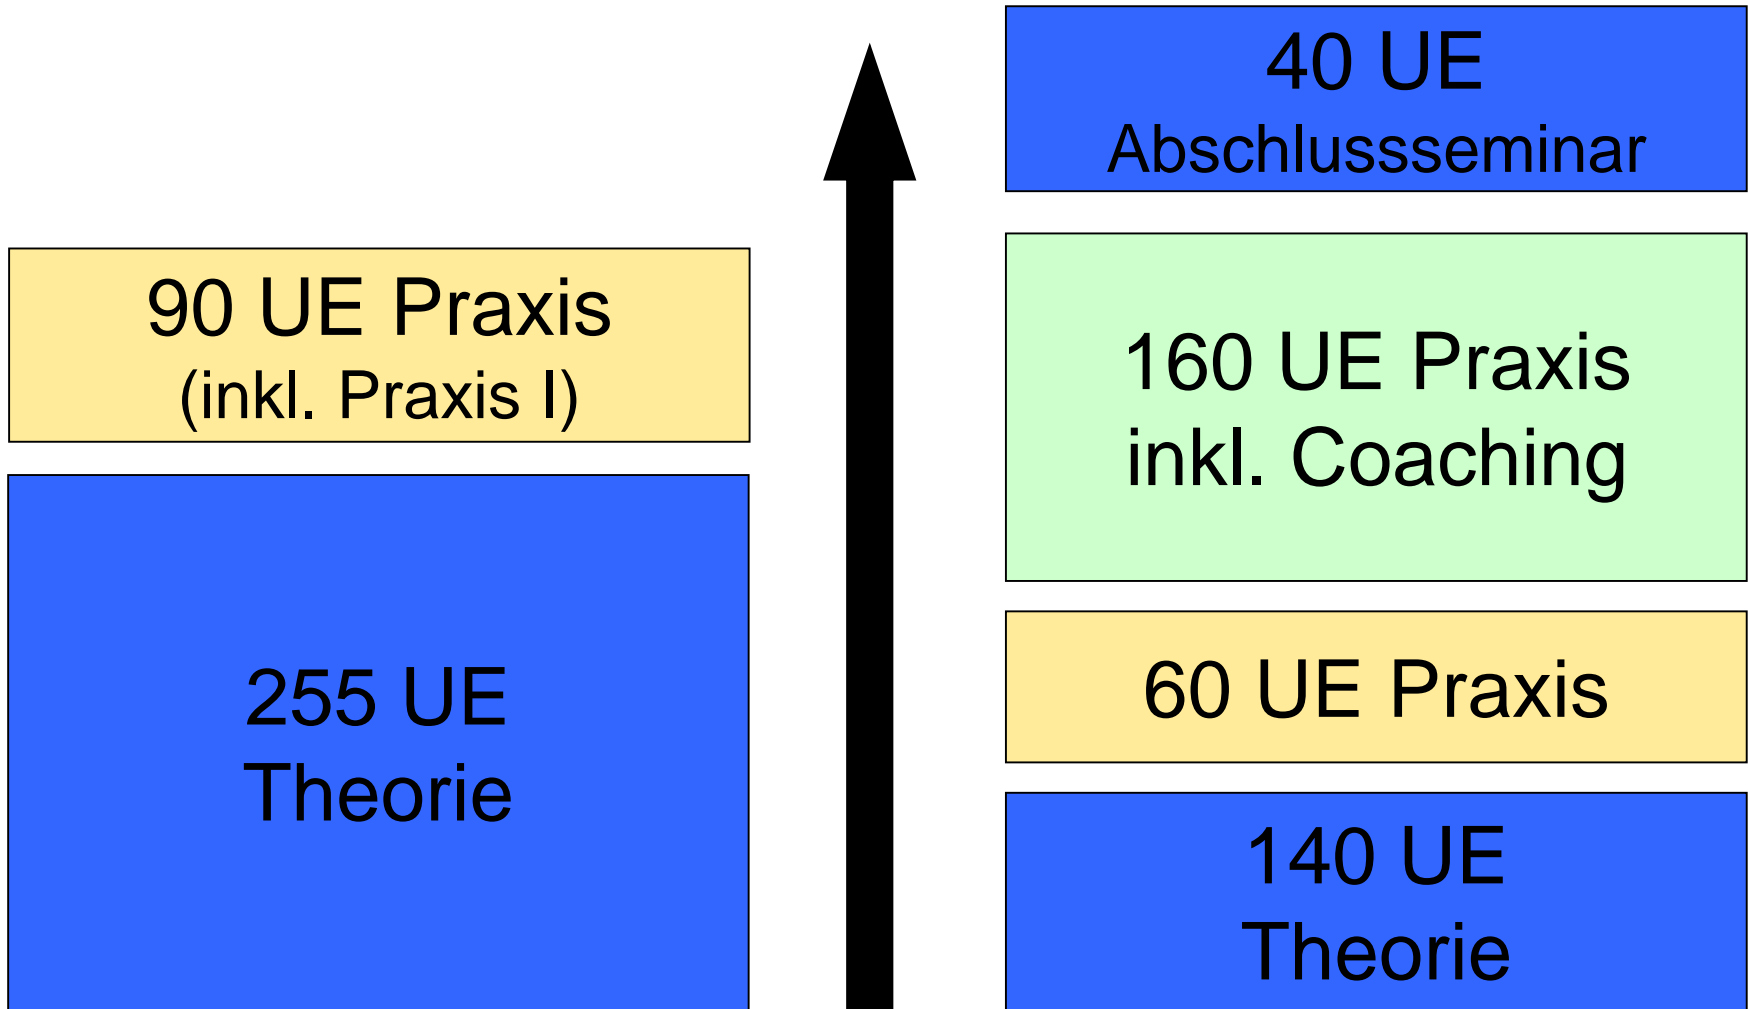 90 UE Praxis
(inkl. Praxis I)
255 UE
Theorie
40 UE
Abschlussseminar
160 UE Praxis
inkl. Coaching
60 UE Praxis
140 UE
Theorie